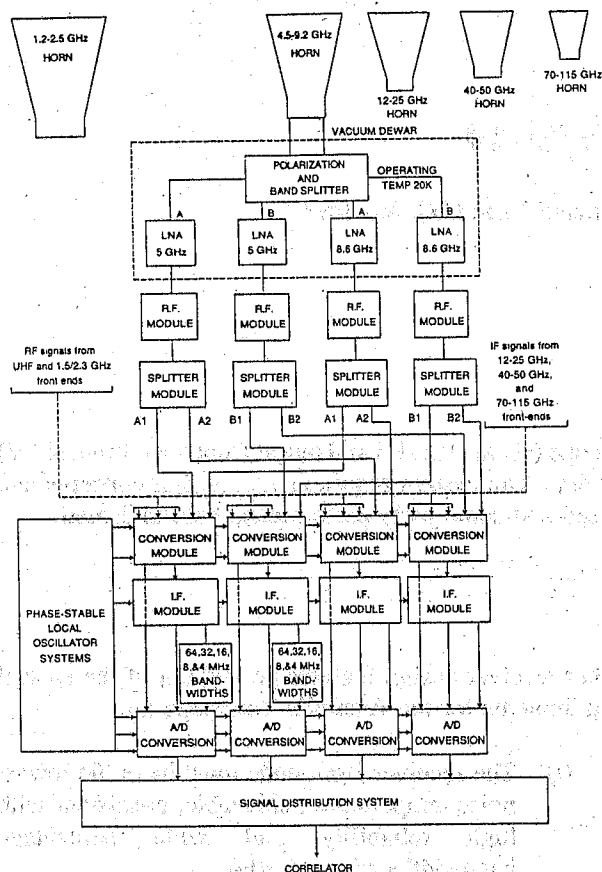 1.2-2.5 GHz
HORN
4.5-9.2 GHz
HORN
12-25 GHz
HORN
40-50 GHz
HORN
70-115 GHz
HORN
VACUUM DEWAR
POLARIZATION
AND
BAND SPLITTER
OPERATING
TEMP 20K
A
B
A
B
LNA
5 GHz
LNA
5 GHz
LNA
8.6 GHz
LNA
8.6 GHz
R.F.
MODULE
R.F.
MODULE
R.F.
MODULE
R.F.
MODULE
RF signals from
UHF and 1.5/2.3 GHz
front ends
IF signals from
12-25 GHz,
40-50 GHz,
and
70-115 GHz
front-ends
SPLITTER
MODULE
SPLITTER
MODULE
SPLITTER
MODULE
SPLITTER
MODULE
A1
A2
B1
B2
A1
A2
B1
B2
CONVERSION
MODULE
CONVERSION
MODULE
CONVERSION
MODULE
CONVERSION
MODULE
PHASE-STABLE
LOCAL
OSCILLATOR
SYSTEMS
I.F.
MODULE
I.F.
MODULE
I.F.
MODULE
I.F.
MODULE
64,32,16,
8,&4 MHz
BAND-
WIDTHS
64,32,16,
8,&4 MHz
BAND-
WIDTHS
A/D
CONVERSION
A/D
CONVERSION
A/D
CONVERSION
A/D
CONVERSION
SIGNAL DISTRIBUTION SYSTEM
CORRELATOR